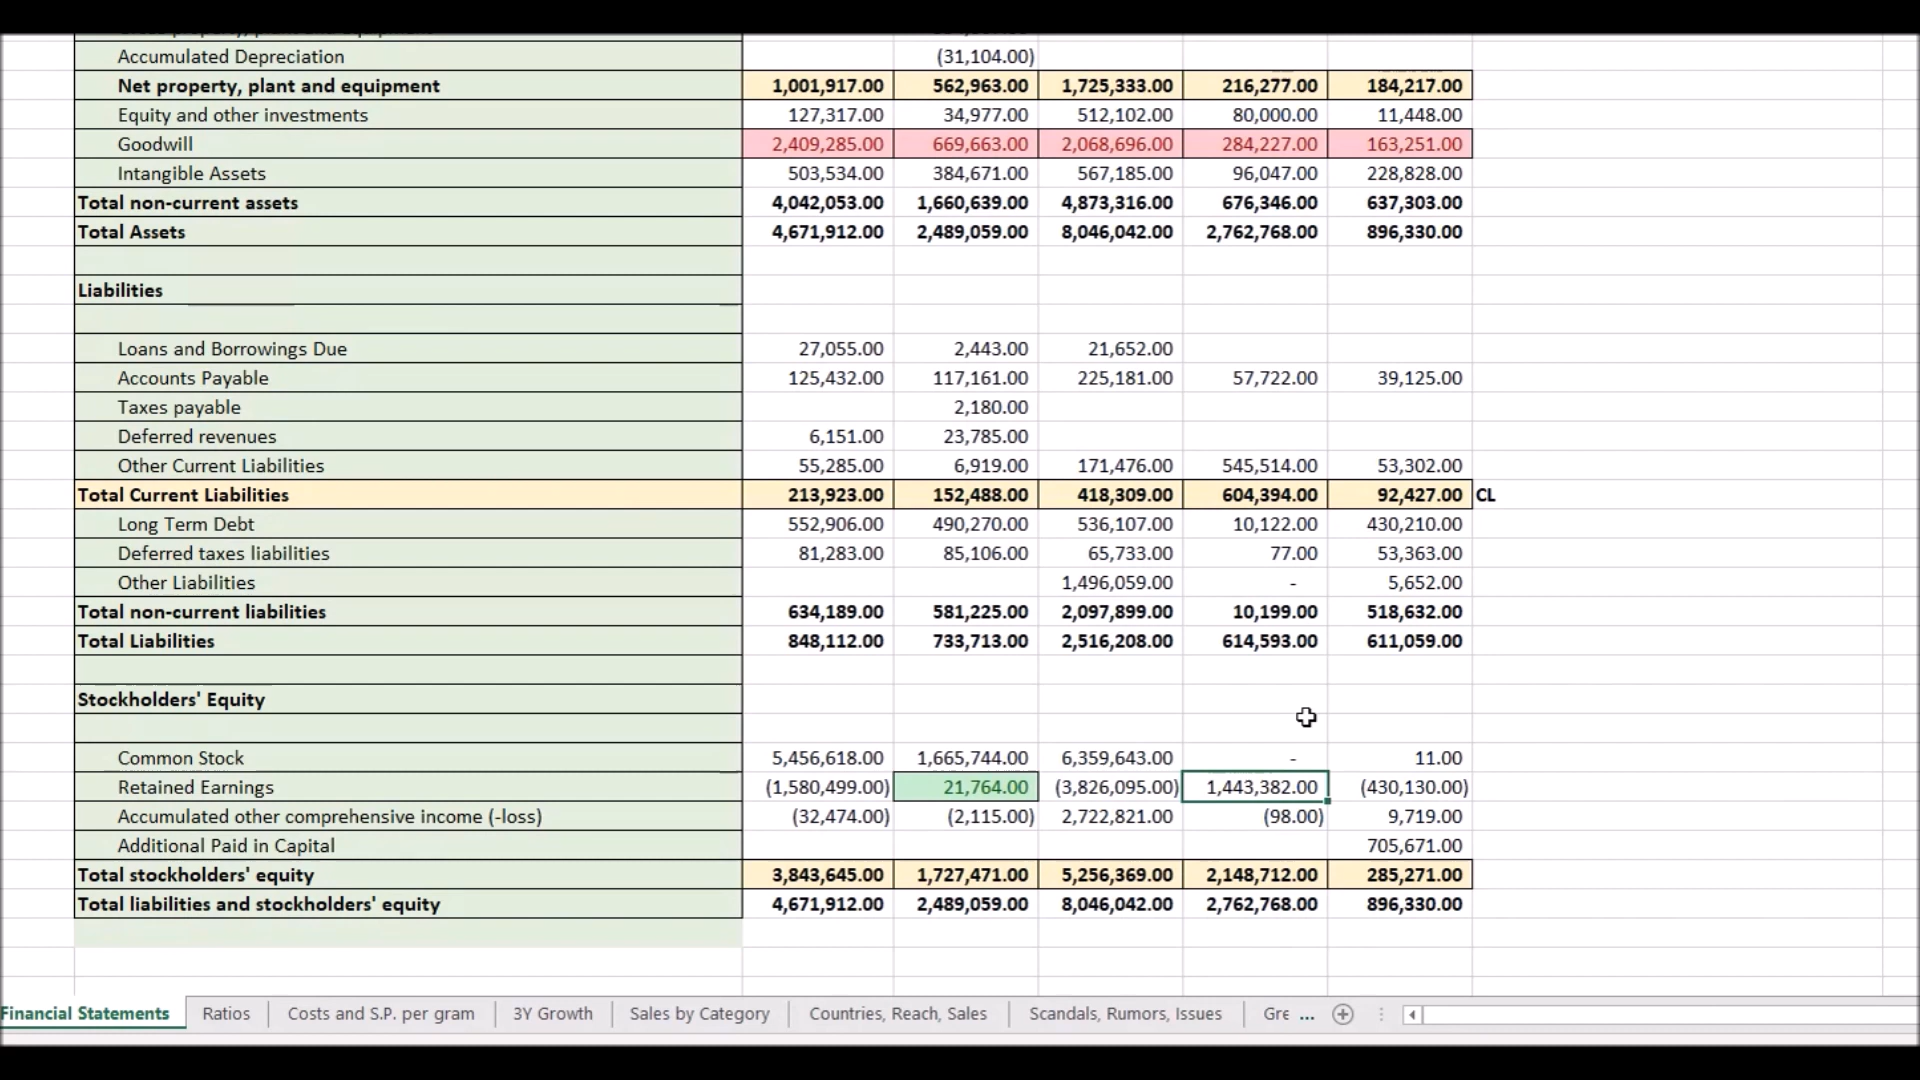 Accumulated Depreciation (31,104.00)
Net property, plant and equipment 1,001,917.00 562,963.00 1,725,333.00 216,277.00 184,217.00
Equity and other investments 127,317.00 34,977.00 512,102.00 80,000.00 11,448.00
Goodwill 2,409,285.00 669,663.00 2,068,696.00 284,227.00 163,251.00
Intangible Assets 503,534.00 384,671.00 567,185.00 96,047.00 228,828.00
Total non-current assets 4,042,053.00 1,660,639.00 4,873,316.00 676,346.00 637,303.00
Total Assets 4,671,912.00 2,489,059.00 8,046,042.00 2,762,768.00 896,330.00
Liabilities
Loans and Borrowings Due 27,055.00 2,443.00 21,652.00
Accounts Payable 125,432.00 117,161.00 225,181.00 57,722.00 39,125.00
Taxes payable 2,180.00
Deferred revenues 6,151.00 23,785.00
Other Current Liabilities 55,285.00 6,919.00 171,476.00 545,514.00 53,302.00
Total Current Liabilities 213,923.00 152,488.00 418,309.00 604,394.00 92,427.00 CL
Long Term Debt 552,906.00 490,270.00 536,107.00 10,122.00 430,210.00
Deferred taxes liabilities 81,283.00 85,106.00 65,733.00 77.00 53,363.00
Other Liabilities 1,496,059.00 - 5,652.00
Total non-current liabilities 634,189.00 581,225.00 2,097,899.00 10,199.00 518,632.00
Total Liabilities 848,112.00 733,713.00 2,516,208.00 614,593.00 611,059.00
Stockholders' Equity
Common Stock 5,456,618.00 1,665,744.00 6,359,643.00 - 11.00
Retained Earnings (1,580,499.00) 21,764.00 (3,826,095.00) 1,443,382.00 (430,130.00)
Accumulated other comprehensive income (-loss) (32,474.00) (2,115.00) 2,722,821.00 (98.00) 9,719.00
Additional Paid in Capital 705,671.00
Total stockholders' equity 3,843,645.00 1,727,471.00 5,256,369.00 2,148,712.00 285,271.00
Total liabilities and stockholders' equity 4,671,912.00 2,489,059.00 8,046,042.00 2,762,768.00 896,330.00
Financial Statements Ratios Costs and S.P. per gram 3Y Growth Sales by Category Countries, Reach, Sales Scandals, Rumors, Issues Gre ...